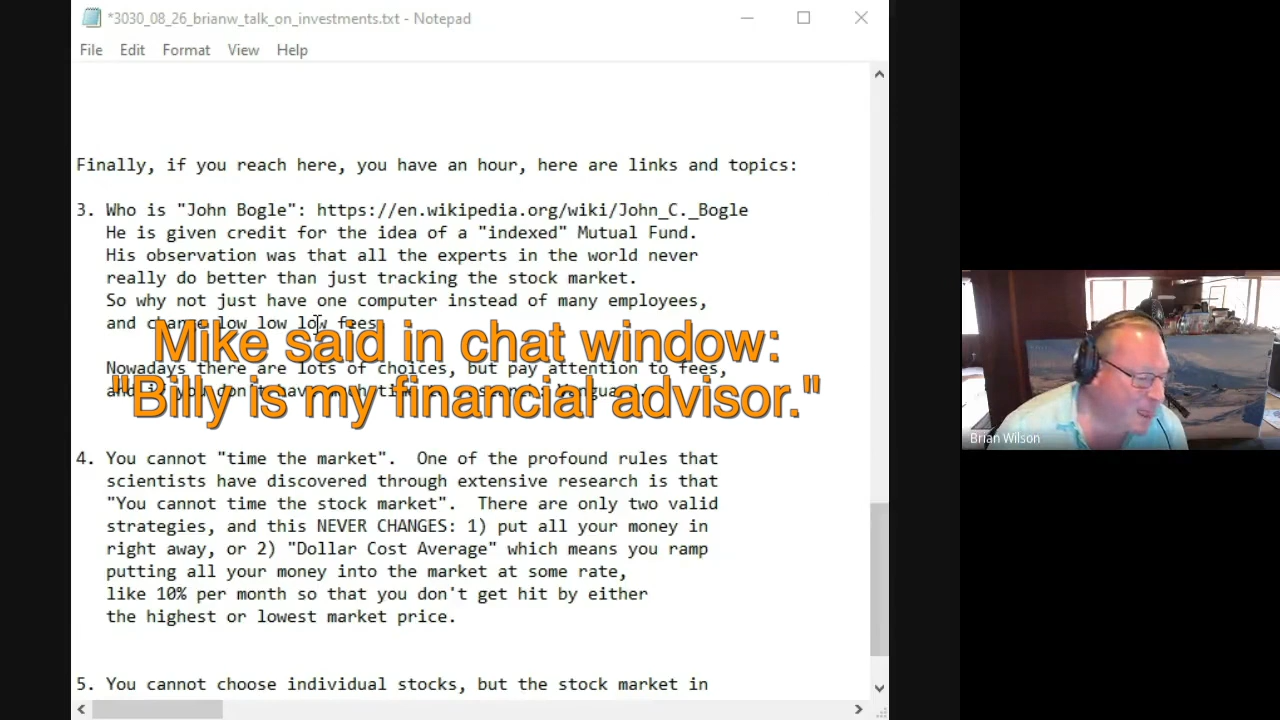 *3030_08_26_brianw_talk_on_investments.txt - Notepad
File Edit Format View Help
Finally, if you reach here, you have an hour, here are links and topics:
3. Who is "John Bogle": https://en.wikipedia.org/wiki/John_C._Bogle
He is given credit for the idea of a "indexed" Mutual Fund.
His observation was that all the experts in the world never
really do better than just tracking the stock market.
So why not just have one computer instead of many employees,
and low low low fees
Mike said in chat window:
Nowadays there are lots of choices, but pay attention to fees,
"Billy is my financial advisor."
4. You cannot "time the market". One of the profound rules that
scientists have discovered through extensive research is that
"You cannot time the stock market". There are only two valid
strategies, and this NEVER CHANGES: 1) put all your money in
right away, or 2) "Dollar Cost Average" which means you ramp
putting all your money into the market at some rate,
like 10% per month so that you don't get hit by either
the highest or lowest market price.
5. You cannot choose individual stocks, but the stock market in
Brian Wilson